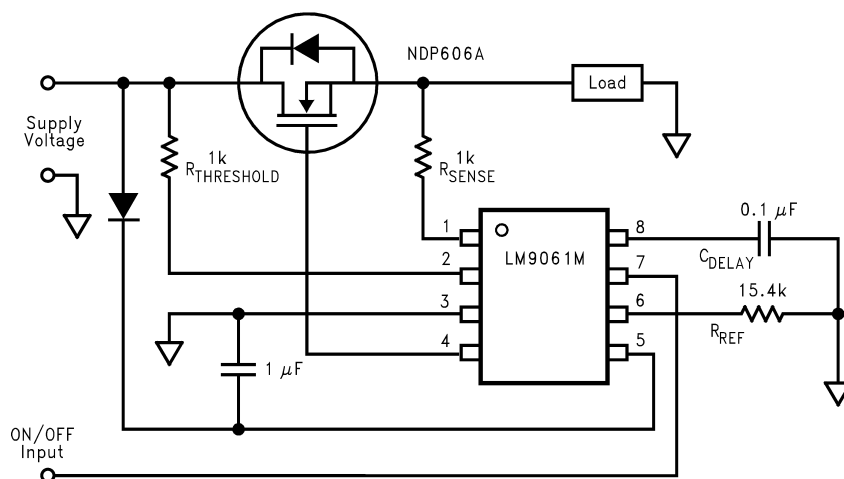 NDP606A
Load
Supply
Voltage
1k
RTHRESHOLD
1k
RSENSE
1
2
3
4
LM9061M
8
7
6
5
0.1 μF
CDELAY
15.4k
RREF
1 μF
ON/OFF
Input